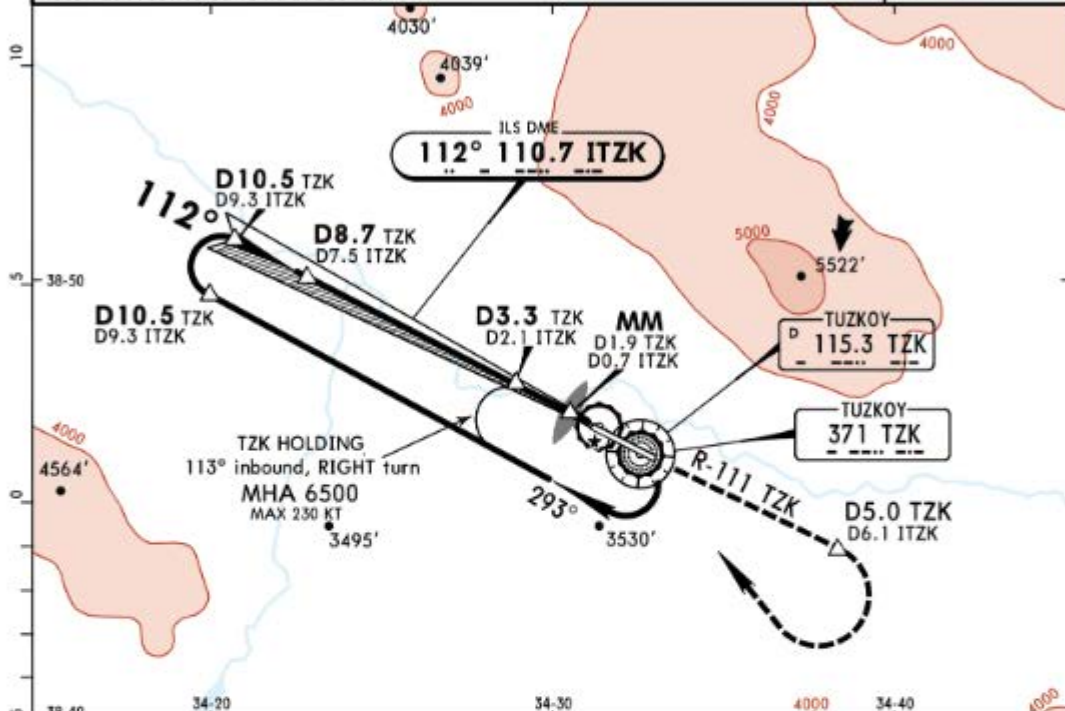 4030'
10
4039'
4000
4000
4000
ILS DME
112° 110.7 ITZK
D10.5 TZK
D9.3 ITZK
112°
D8.7 TZK
D7.5 ITZK
5000
5522'
5
38-50
D10.5 TZK
D9.3 ITZK
D3.3 TZK
D2.1 ITZK
MM
D1.9 TZK
D0.7 ITZK
TUZKOY
D 115.3 TZK
TUZKOY
371 TZK
4000
4564'
TZK HOLDING
113° inbound, RIGHT turn
MHA 6500
MAX 230 KT
3495'
0
293°
3530'
R-111 TZK
D5.0 TZK
D6.1 ITZK
34-20
34-30
4000
34-40
4000